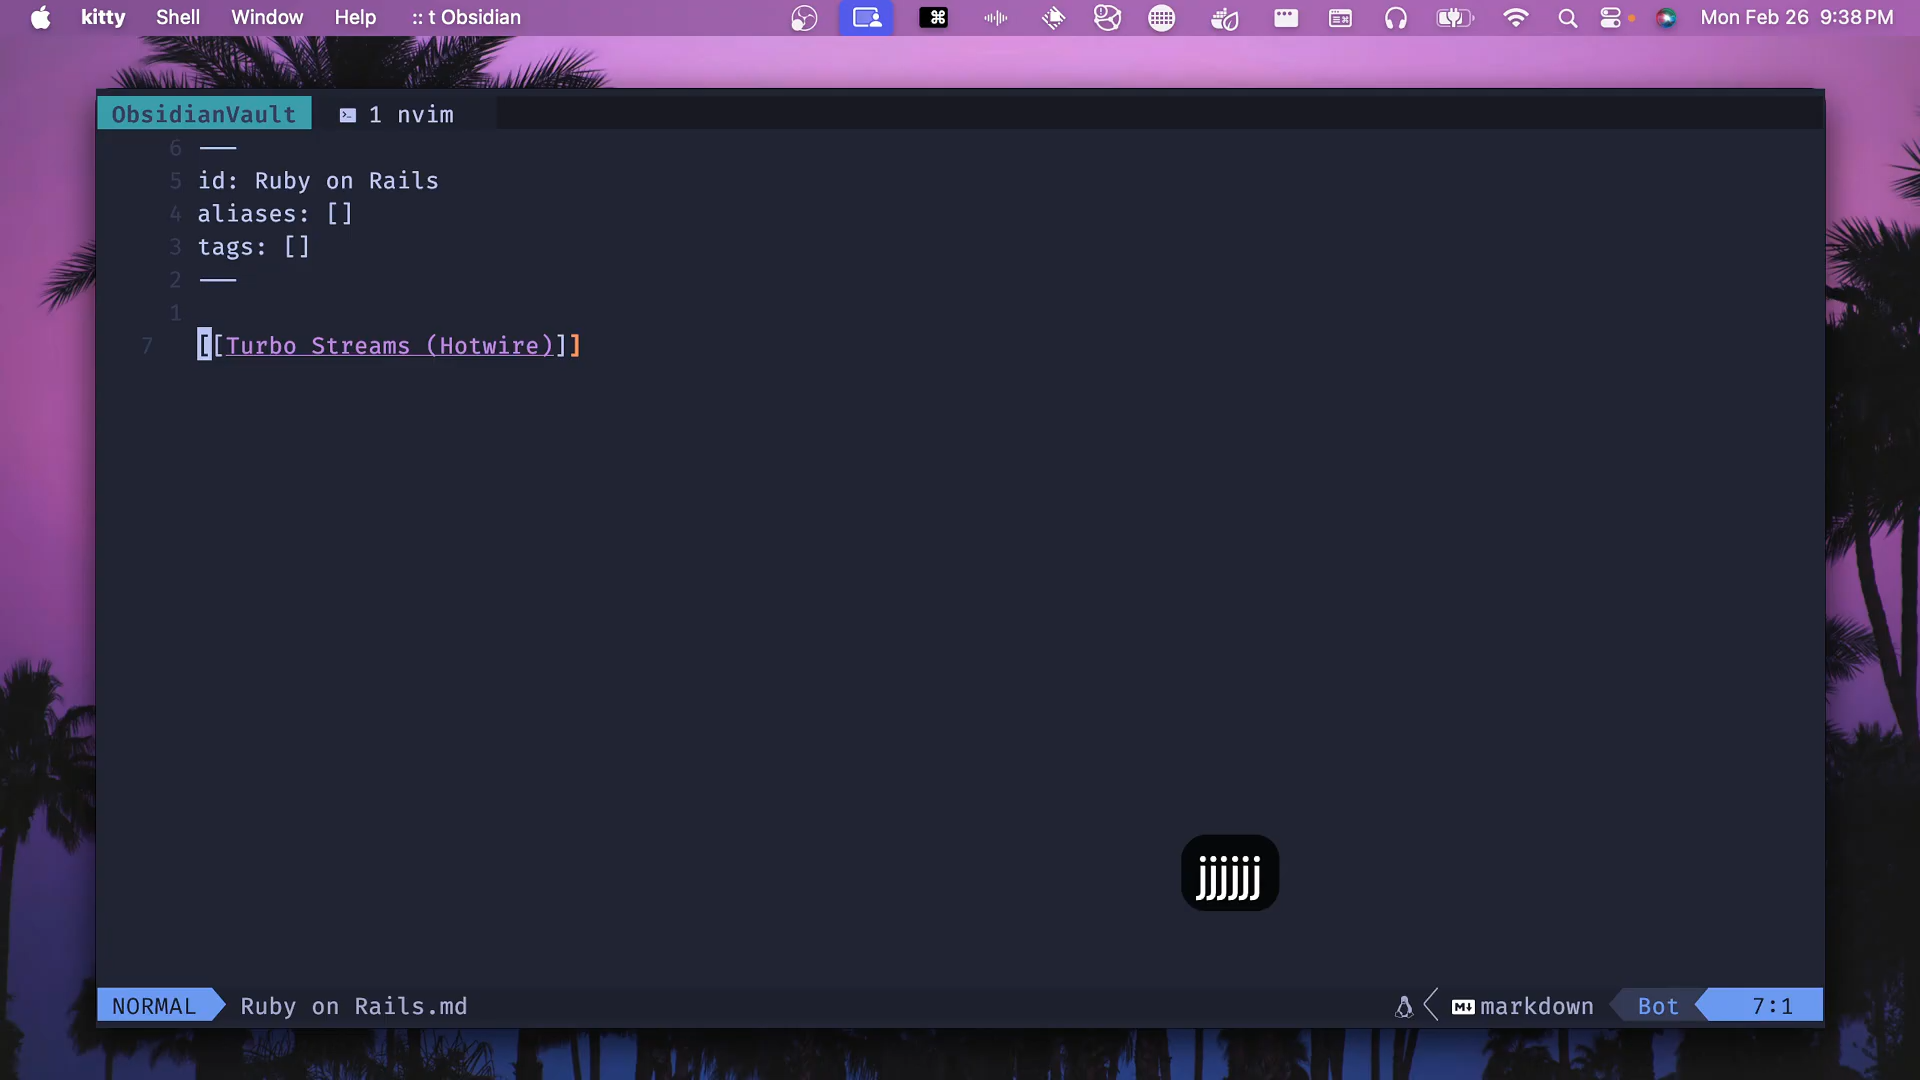 kitty Shell Window Help :: t Obsidian Mon Feb 26 9:38 PM
ObsidianVault 1 nvim
6 ---
5 id: Ruby on Rails
4 aliases: []
3 tags: []
2 ---
1
7 [[Turbo Streams (Hotwire)]]
jjjjjj
NORMAL Ruby on Rails.md markdown Bot 7:1